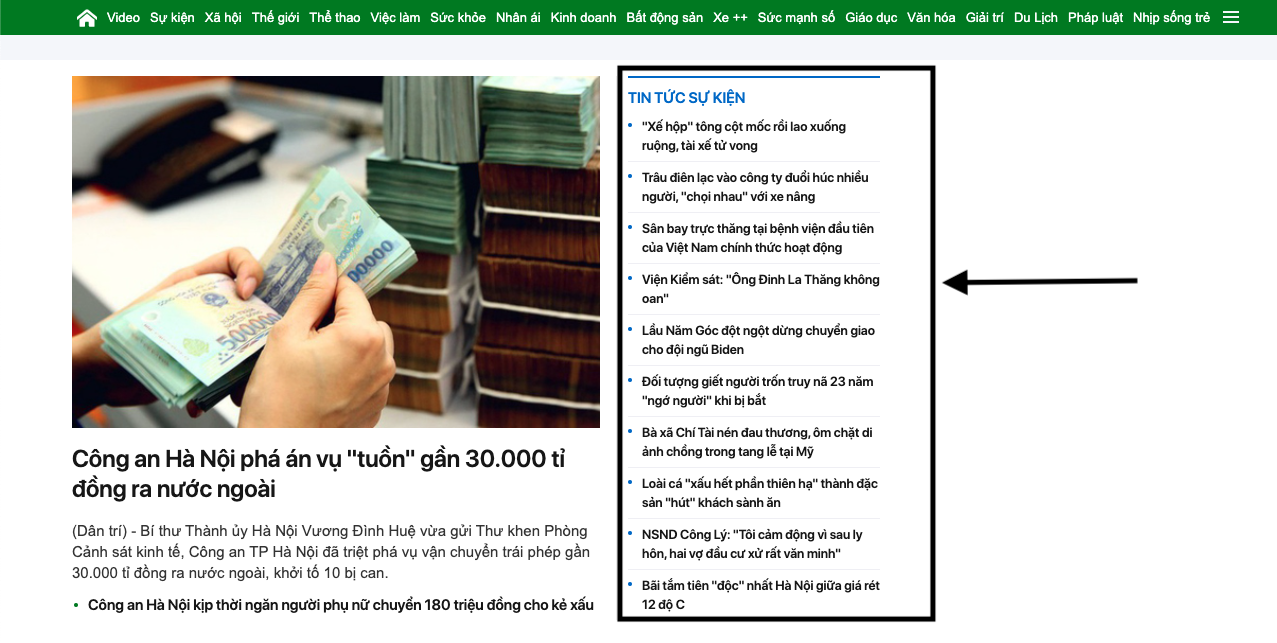 Video Sự kiện Xã hội Thế giới Thể thao Việc làm Sức khỏe Nhân ái Kinh doanh Bất động sản Xe ++ Sức mạnh số Giáo dục Văn hóa Giải trí Du Lịch Pháp luật Nhịp sống trẻ
500000
Công an Hà Nội phá án vụ "tuồn" gần 30.000 tỉ
đồng ra nước ngoài
(Dân trí) - Bí thư Thành ủy Hà Nội Vương Đình Huệ vừa gửi Thư khen Phòng
Cảnh sát kinh tế, Công an TP Hà Nội đã triệt phá vụ vận chuyển trái phép gần
30.000 tỉ đồng ra nước ngoài, khởi tố 10 bị can.
Công an Hà Nội kịp thời ngăn người phụ nữ chuyển 180 triệu đồng cho kẻ xấu
TIN TỨC SỰ KIỆN
"Xế hộp" tông cột mốc rồi lao xuống
ruộng, tài xế tử vong
Trâu điên lạc vào công ty đuổi húc nhiều
người, "chọi nhau" với xe nâng
Sân bay trực thăng tại bệnh viện đầu tiên
của Việt Nam chính thức hoạt động
Viện Kiểm sát: "Ông Đinh La Thăng không
oan"
Lầu Năm Góc đột ngột dừng chuyển giao
cho đội ngũ Biden
Đối tượng giết người trốn truy nã 23 năm
"ngớ người" khi bị bắt
Bà xã Chí Tài nén đau thương, ôm chặt di
ảnh chồng trong tang lễ tại Mỹ
Loài cá "xấu hết phần thiên hạ" thành đặc
sản "hút" khách sành ăn
NSND Công Lý: "Tôi cảm động vì sau ly
hôn, hai vợ đầu cư xử rất văn minh"
Bãi tắm tiên "độc" nhất Hà Nội giữa giá rét
12 độ C